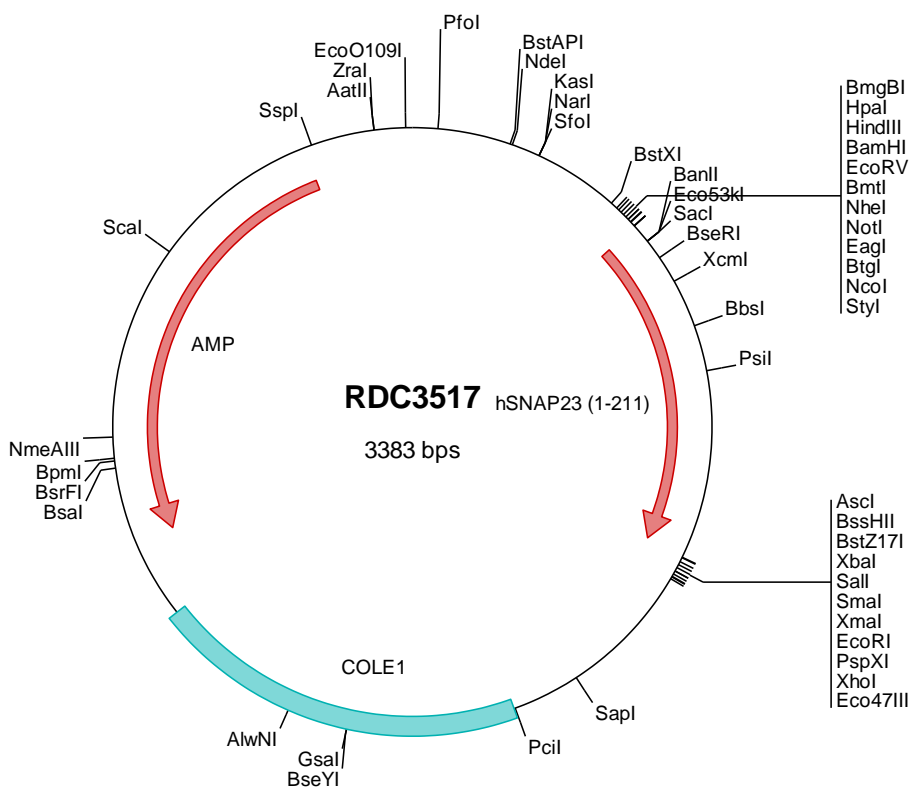 PfoI
EcoO109I
ZraI
AatII
SspI
ScaI
BstAPI
NdeI
KasI
NarI
SfoI
BstXI
BanII
Eco53kI
SacI
BseRI
XcmI
BbsI
PsiI
BmgBI
HpaI
HindIII
BamHI
EcoRV
BmtI
NheI
NotI
EagI
BtgI
NcoI
StyI
AMP
RDC3517
hSNAP23 (1-211)
3383 bps
NmeAIII
BpmI
BsrFI
BsaI
AscI
BssHII
BstZ17I
XbaI
SalI
SmaI
XmaI
EcoRI
PspXI
XhoI
Eco47III
COLE1
SapI
PciI
AlwNI
GsaI
BseYI